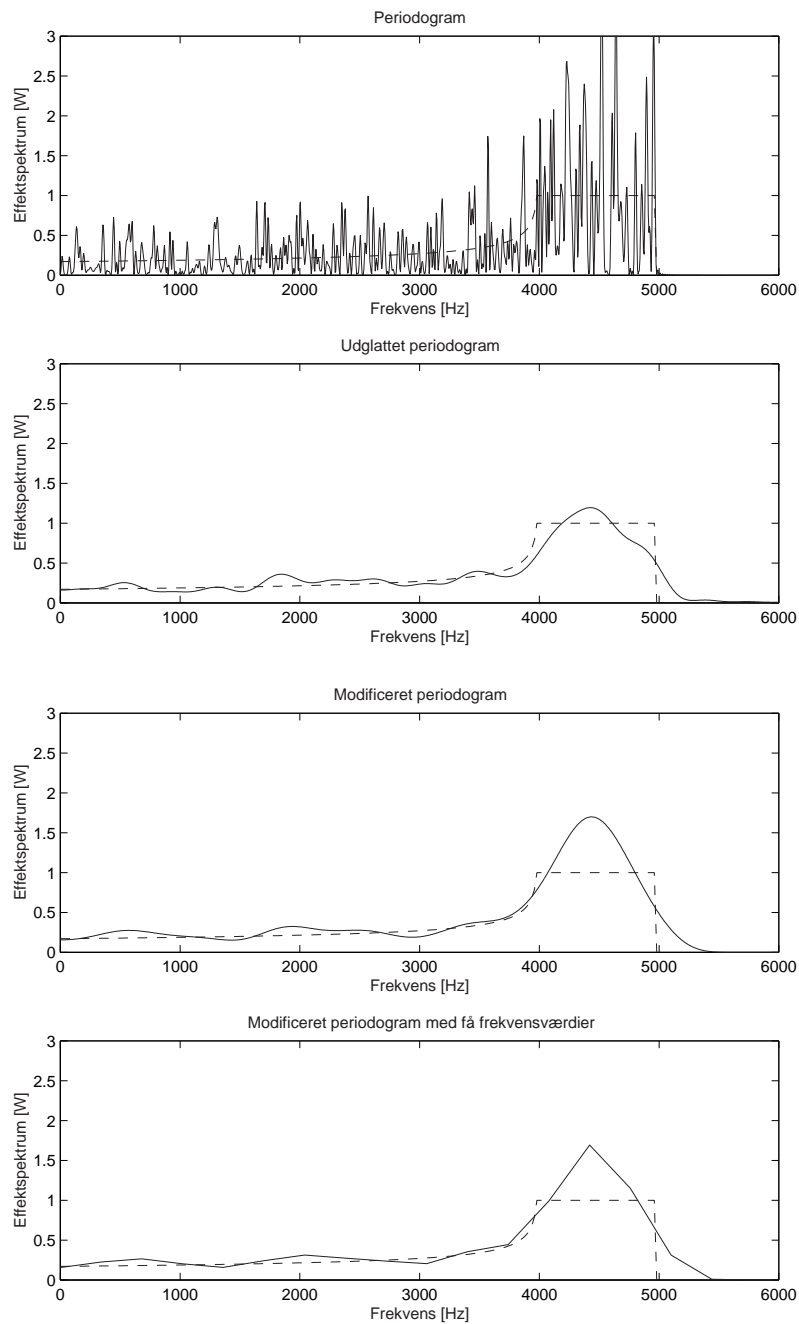 Periodogram
Effektspektrum [W]
3
2.5
2
1.5
1
0.5
0
0 1000 2000 3000 4000 5000 6000
Frekvens [Hz]
Udglattet periodogram
Effektspektrum [W]
3
2.5
2
1.5
1
0.5
0
0 1000 2000 3000 4000 5000 6000
Frekvens [Hz]
Modificeret periodogram
Effektspektrum [W]
3
2.5
2
1.5
1
0.5
0
0 1000 2000 3000 4000 5000 6000
Frekvens [Hz]
Modificeret periodogram med få frekvensværdier
Effektspektrum [W]
3
2.5
2
1.5
1
0.5
0
0 1000 2000 3000 4000 5000 6000
Frekvens [Hz]